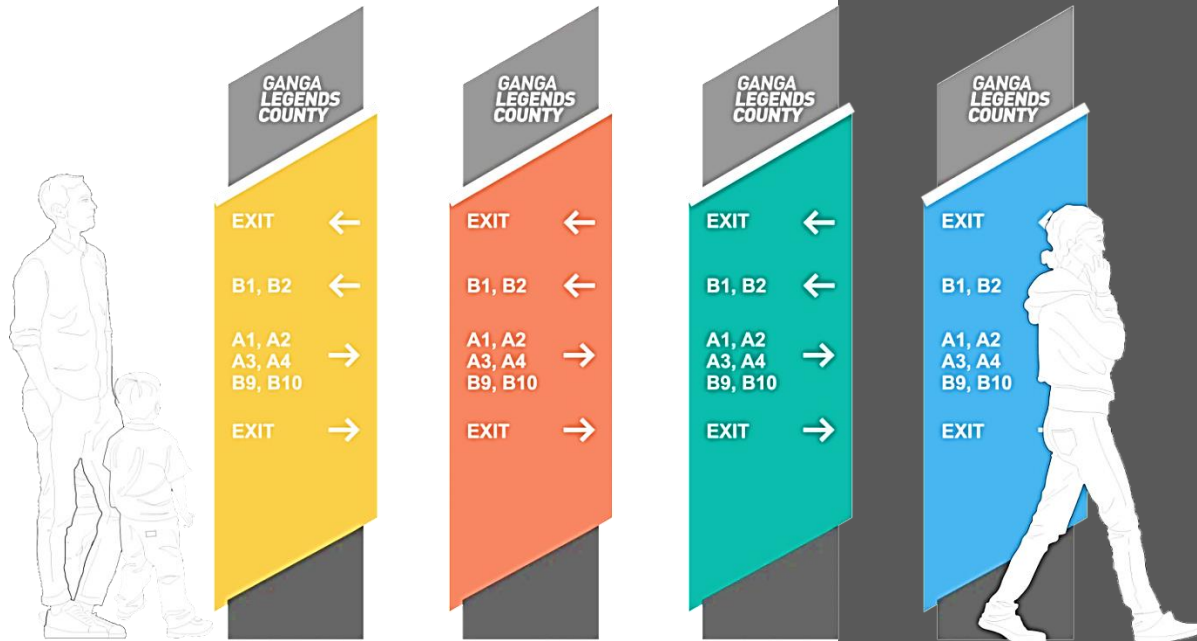 GANGA
LEGENDS
COUNTY
EXIT
B1, B2
A1, A2
A3, A4
B9, B10
EXIT
GANGA
LEGENDS
COUNTY
EXIT
B1, B2
A1, A2
A3, A4
B9, B10
EXIT
GANGA
LEGENDS
COUNTY
EXIT
B1, B2
A1, A2
A3, A4
B9, B10
EXIT
GANGA
LEGENDS
COUNTY
EXIT
B1, B2
A1, A2
A3, A4
B9, B10
EXIT